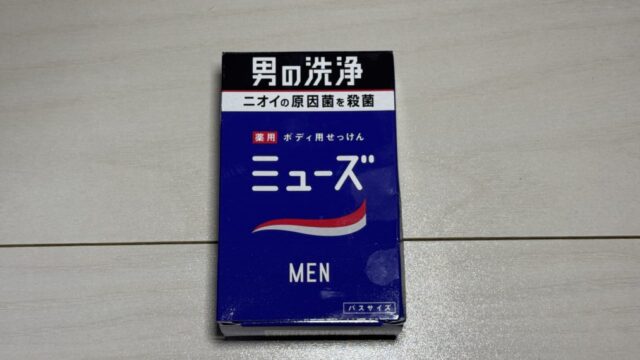 男の洗浄
ニオイの原因菌を殺菌
薬用 ボディ用せっけん
ミューズ
MEN
バスサイズ